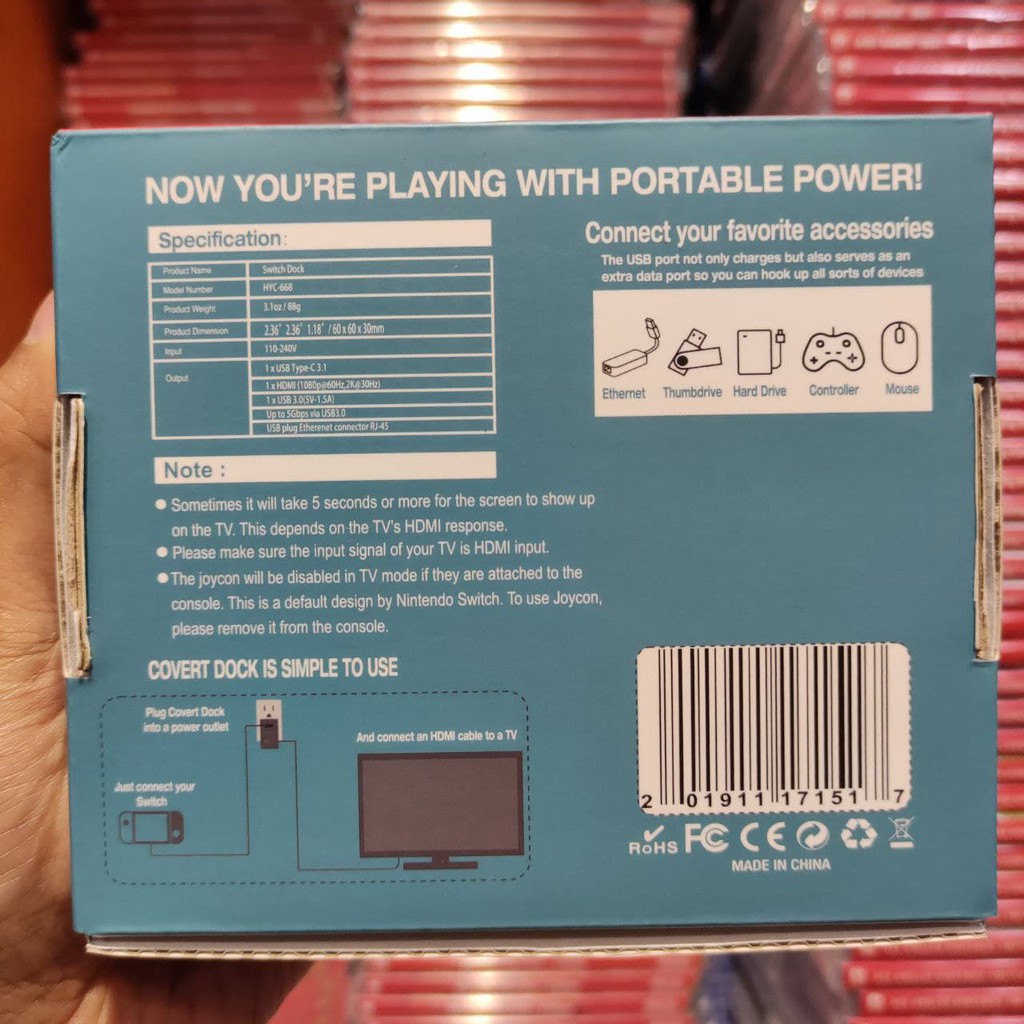 NOW YOU'RE PLAYING WITH PORTABLE POWER!
Specification:
Product Name Switch Dock
Model Number HYC-668
Product Weight 3.1oz / 88g
Product Dimension 2.36" 2.36" 1.18" / 60 x 60 x 30mm
Input 110-240V
Output 1 x USB Type-C 3.1
1 x HDMI (1080p@60Hz,2K@30Hz)
1 x USB 3.0(5V-1.5A)
Up to 5Gbps via USB3.0
USB plug Etherenet connector RJ-45
Connect your favorite accessories
The USB port not only charges but also serves as an
extra data port so you can hook up all sorts of devices
Ethernet Thumbdrive Hard Drive Controller Mouse
Note :
Sometimes it will take 5 seconds or more for the screen to show up
on the TV. This depends on the TV's HDMI response.
Please make sure the input signal of your TV is HDMI input.
The joycon will be disabled in TV mode if they are attached to the
console. This is a default design by Nintendo Switch. To use Joycon,
please remove it from the console.
COVERT DOCK IS SIMPLE TO USE
Plug Covert Dock
into a power outlet
And connect an HDMI cable to a TV
Just connect your
Switch
2 01911 17151 7
RoHS FC CE
MADE IN CHINA